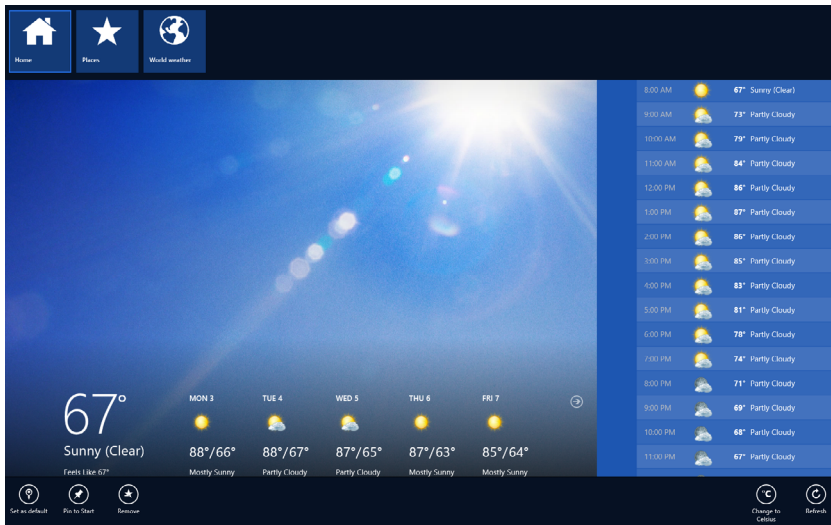 Home
Places
World weather
8:00 AM 67° Sunny (Clear)
9:00 AM 73° Partly Cloudy
10:00 AM 79° Partly Cloudy
11:00 AM 84° Partly Cloudy
12:00 PM 86° Partly Cloudy
1:00 PM 87° Partly Cloudy
2:00 PM 86° Partly Cloudy
3:00 PM 85° Partly Cloudy
4:00 PM 83° Partly Cloudy
5:00 PM 81° Partly Cloudy
6:00 PM 78° Partly Cloudy
7:00 PM 74° Partly Cloudy
8:00 PM 71° Partly Cloudy
9:00 PM 69° Partly Cloudy
10:00 PM 68° Partly Cloudy
11:00 PM 67° Partly Cloudy
67°
Sunny (Clear)
Feels Like 67°
MON 3
88°/66°
Mostly Sunny
TUE 4
88°/67°
Partly Cloudy
WED 5
87°/65°
Partly Cloudy
THU 6
87°/63°
Mostly Sunny
FRI 7
85°/64°
Mostly Sunny
Set as default
Pin to Start
Remove
°C
Change to
Celsius
Refresh